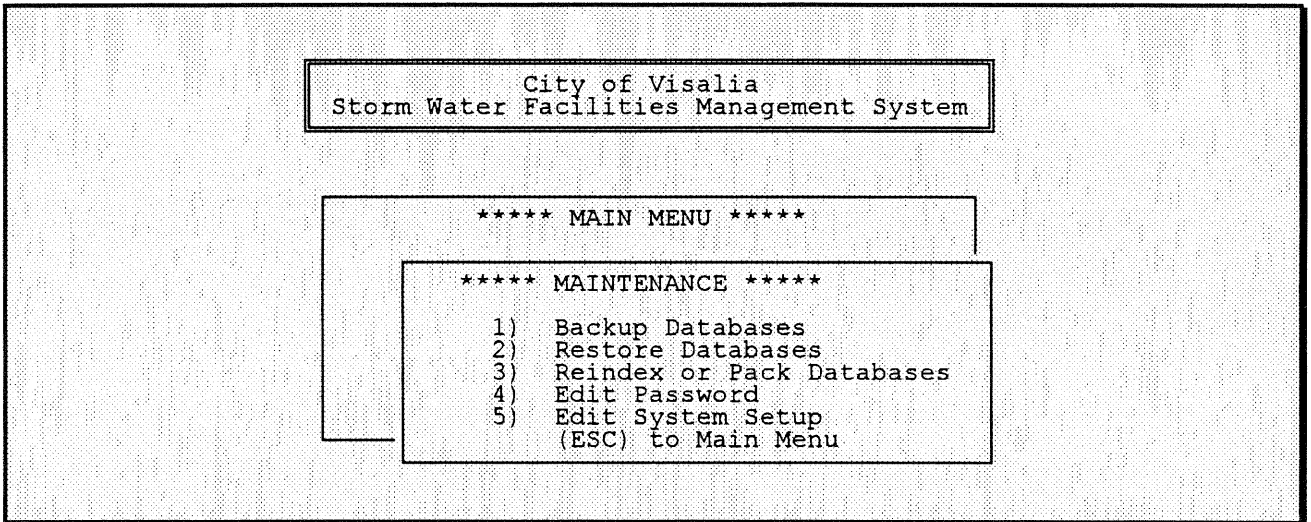 City of Visalia
Storm Water Facilities Management System
***** MAIN MENU *****
***** MAINTENANCE *****
1) Backup Databases
2) Restore Databases
3) Reindex or Pack Databases
4) Edit Password
5) Edit System Setup
(ESC) to Main Menu